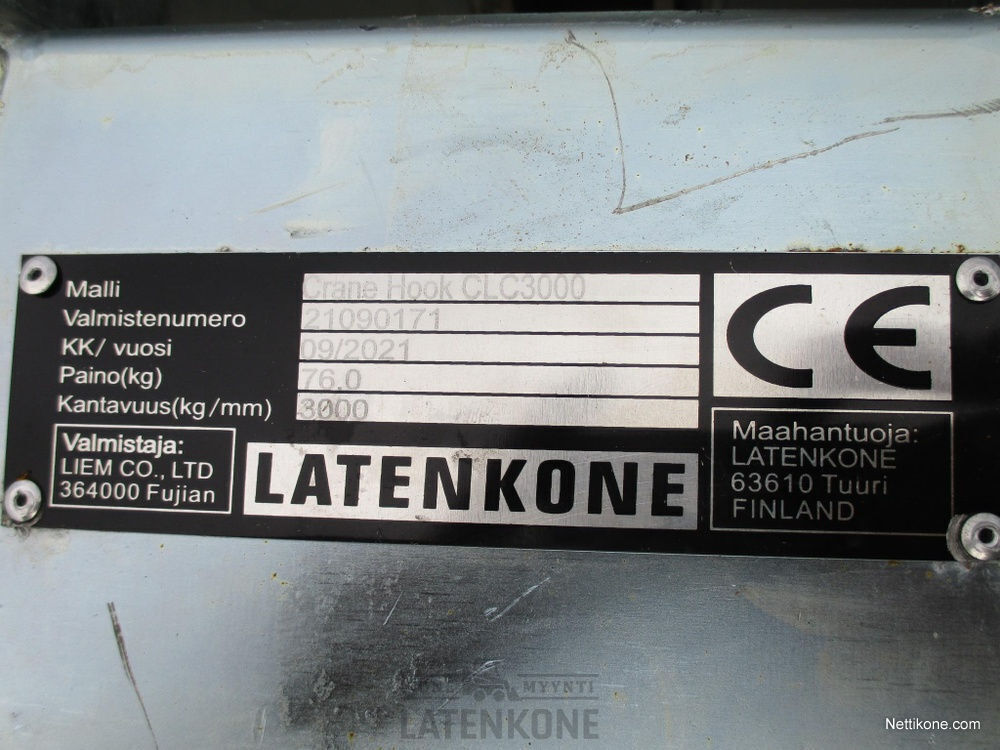 Malli Crane Hook CLC3000
Valmistenumero 21090171
KK/ vuosi 09/2021
Paino(kg) 76.0
Kantavuus(kg/mm) 3000
CE
Valmistaja:
LIEM CO., LTD
364000 Fujian
LATENKONE
Maahantuoja:
LATENKONE
63610 Tuuri
FINLAND
MYYNTI
LATENKONE
Nettikone.com